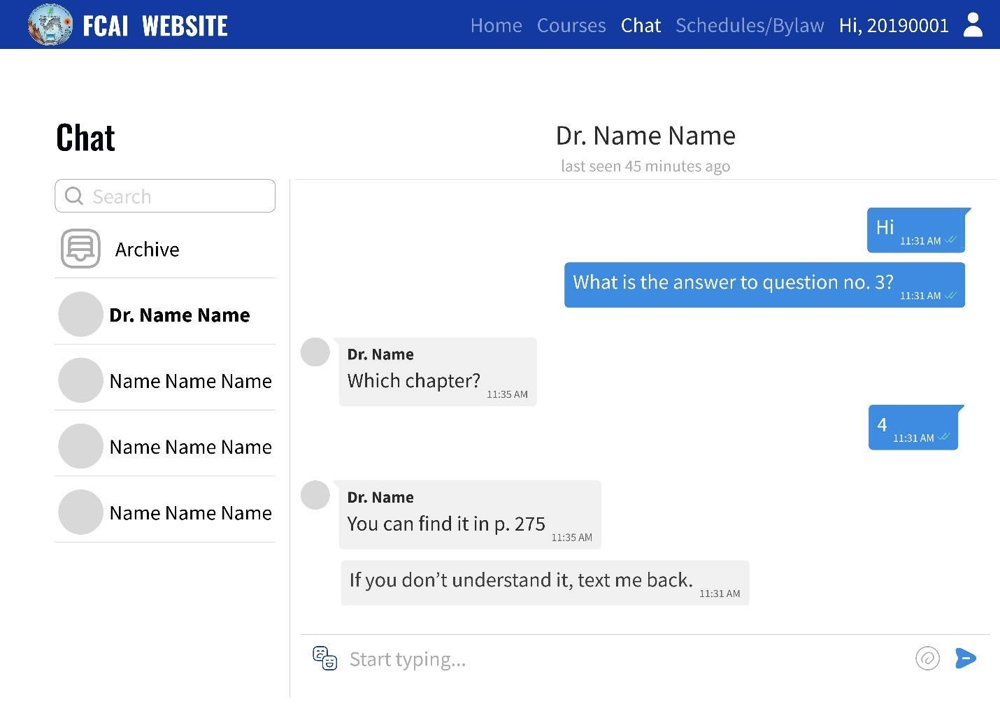 FCAI WEBSITE
Home Courses Chat Schedules/Bylaw Hi, 20190001
Chat
Search
Archive
Dr. Name Name
Name Name Name
Name Name Name
Name Name Name
Dr. Name Name
last seen 45 minutes ago
Hi
11:31 AM
What is the answer to question no. 3?
11:31 AM
Dr. Name
Which chapter?
11:35 AM
4
11:31 AM
Dr. Name
You can find it in p. 275
11:35 AM
If you don’t understand it, text me back.
11:31 AM
Start typing...